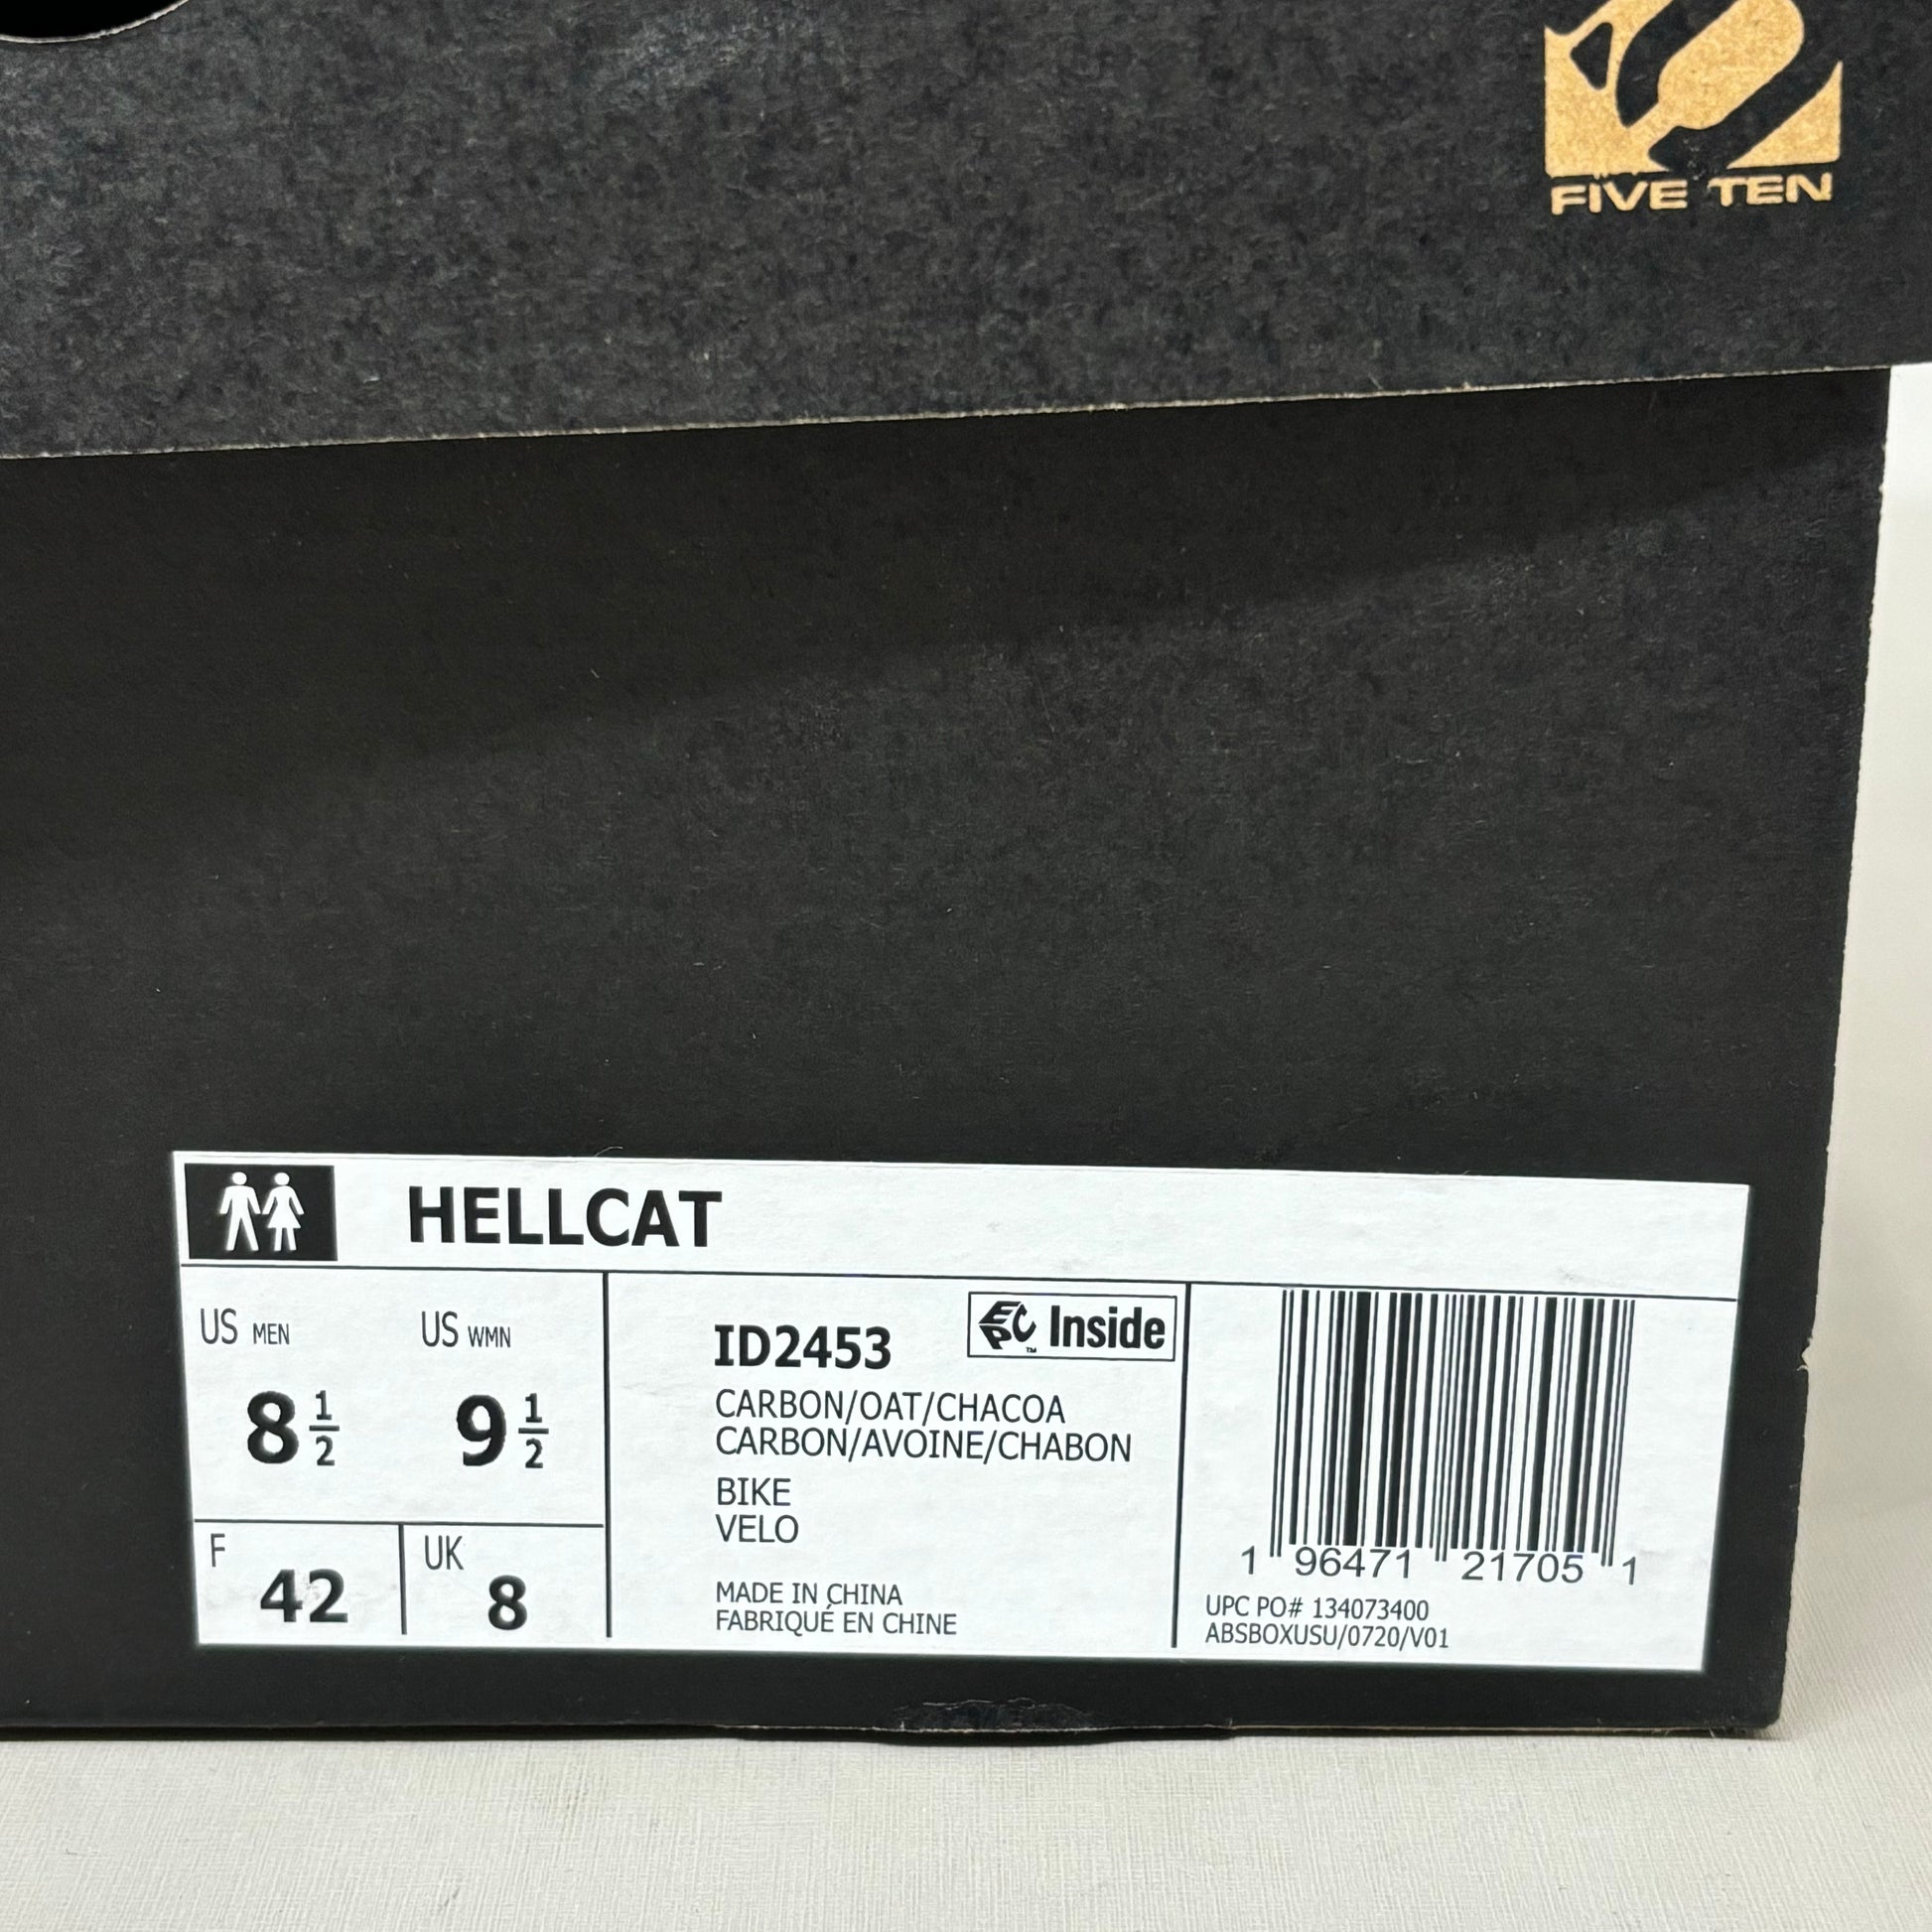 FIVE TEN
HELLCAT
US MEN
8 1/2
US WMN
9 1/2
F
42
UK
8
ID2453
EPC™ Inside
CARBON/OAT/CHACOA
CARBON/AVOINE/CHABON
BIKE
VELO
MADE IN CHINA
FABRIQUÉ EN CHINE
1 96471 21705 1
UPC PO# 134073400
ABSBOXUSU/0720/V01